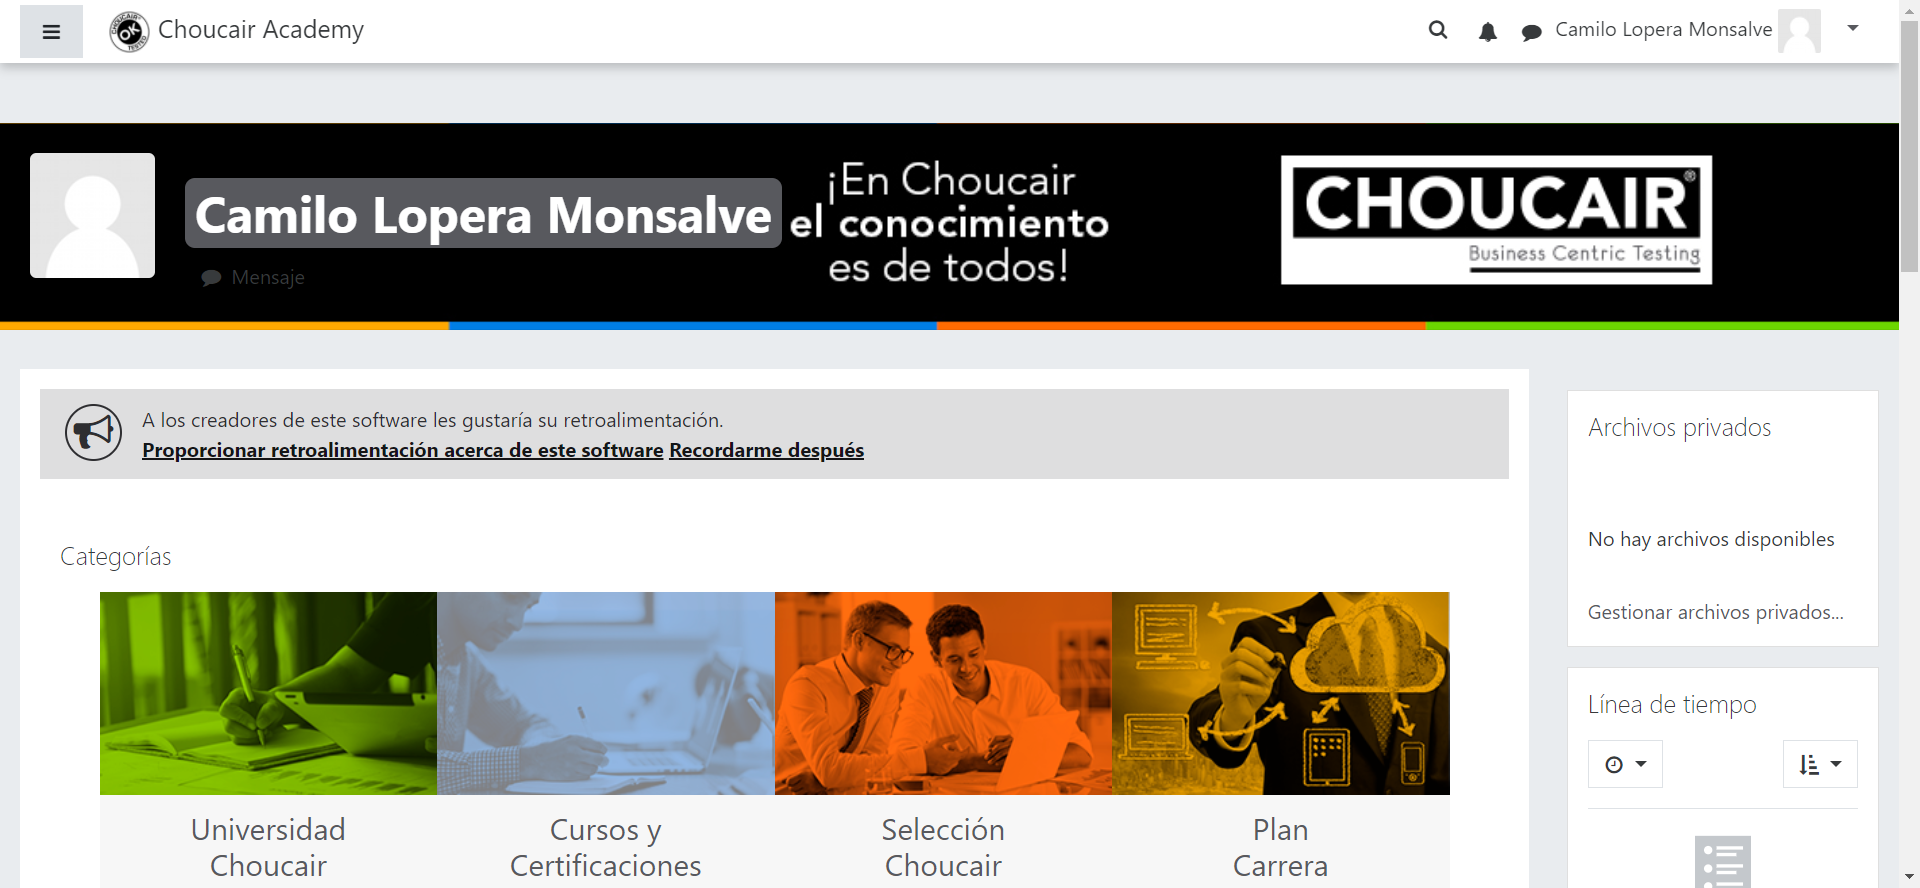 Choucair Academy
Camilo Lopera Monsalve
Camilo Lopera Monsalve
Mensaje
¡En Choucair
el conocimiento
es de todos!
CHOUCAIR®
Business Centric Testing
A los creadores de este software les gustaría su retroalimentación.
Proporcionar retroalimentación acerca de este software Recordarme después
Categorías
Universidad
Choucair
Cursos y
Certificaciones
Selección
Choucair
Plan
Carrera
Archivos privados
No hay archivos disponibles
Gestionar archivos privados...
Línea de tiempo